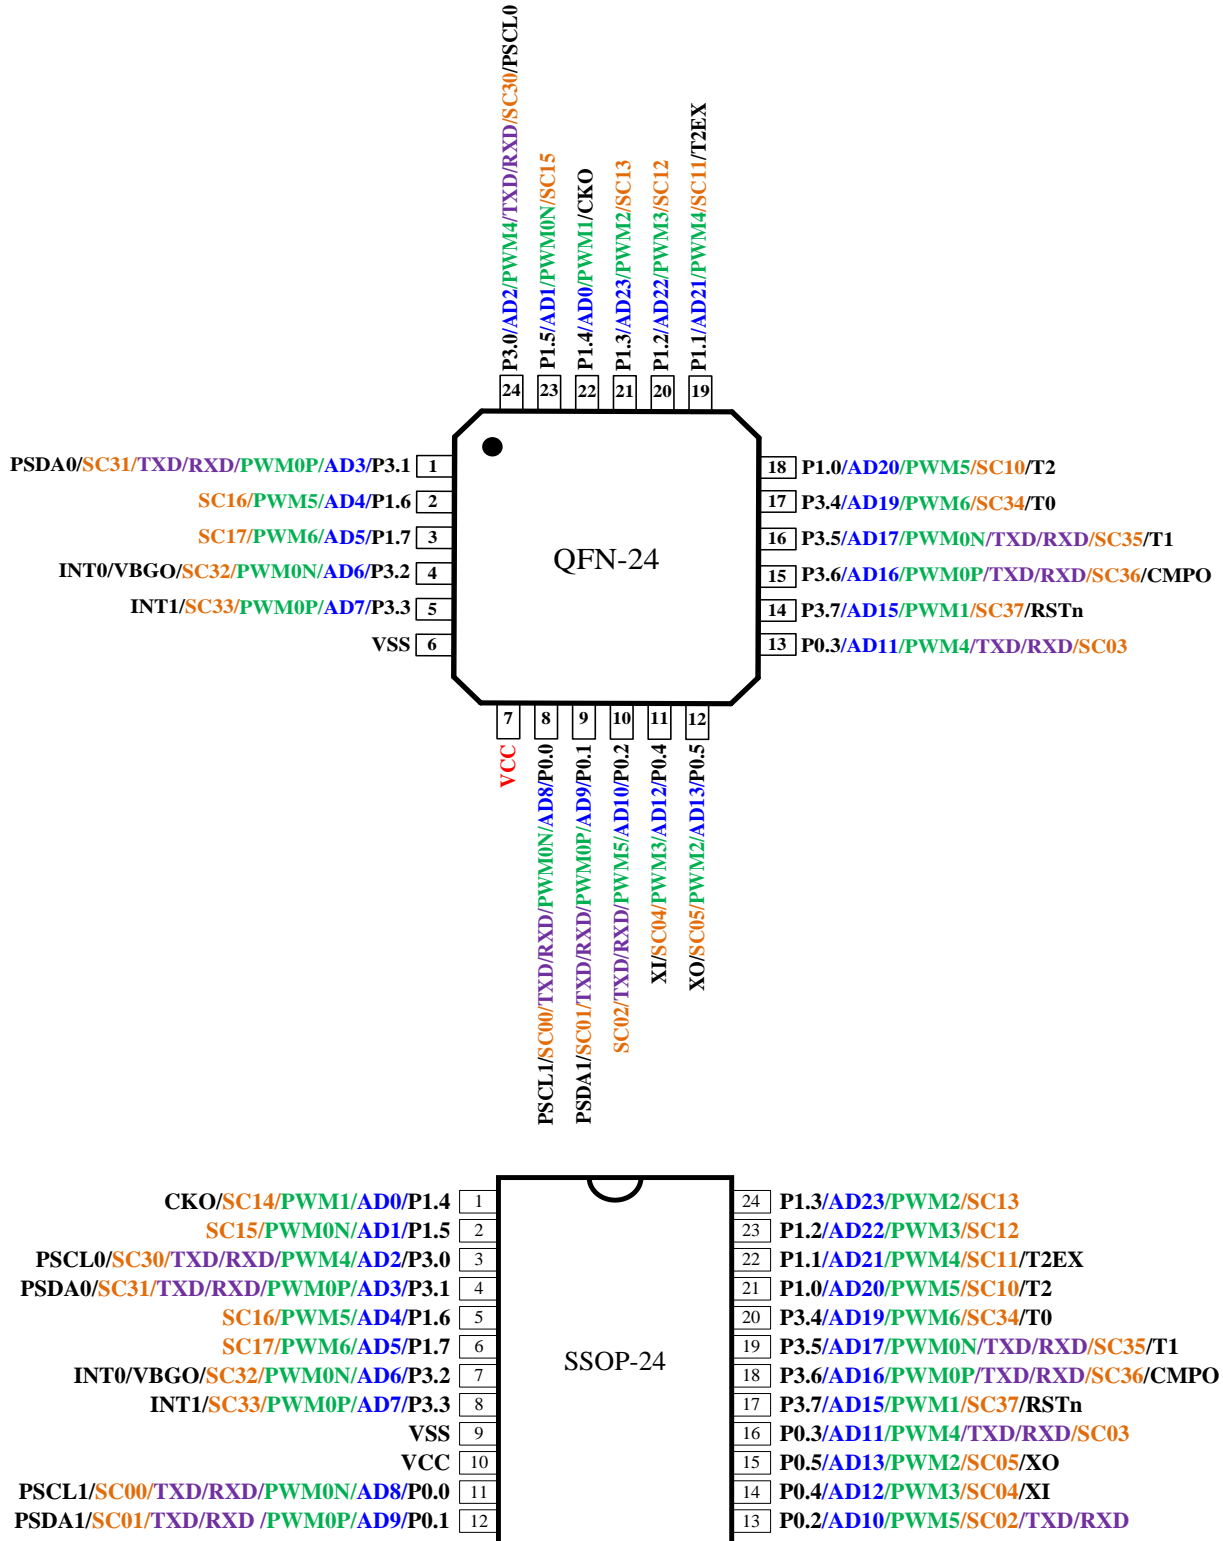 P3.0/AD2/PWM4/TXD/RXD/SC30/PSCL0
P1.5/AD1/PWM0N/SC15
P1.4/AD0/PWM1/CKO
P1.3/AD23/PWM2/SC13
P1.2/AD22/PWM3/SC12
P1.1/AD21/PWM4/SC11/T2EX
24 23 22 21 20 19
PSDA0/SC31/TXD/RXD/PWM0P/AD3/P3.1 1
SC16/PWM5/AD4/P1.6 2
SC17/PWM6/AD5/P1.7 3
INT0/VBGO/SC32/PWM0N/AD6/P3.2 4
INT1/SC33/PWM0P/AD7/P3.3 5
VSS 6
QFN-24
18 P1.0/AD20/PWM5/SC10/T2
17 P3.4/AD19/PWM6/SC34/T0
16 P3.5/AD17/PWM0N/TXD/RXD/SC35/T1
15 P3.6/AD16/PWM0P/TXD/RXD/SC36/CMPO
14 P3.7/AD15/PWM1/SC37/RSTn
13 P0.3/AD11/PWM4/TXD/RXD/SC03
7 8 9 10 11 12
VCC
PSCL1/SC00/TXD/RXD/PWM0N/AD8/P0.0
PSDA1/SC01/TXD/RXD/PWM0P/AD9/P0.1
SC02/TXD/RXD/PWM5/AD10/P0.2
XI/SC04/PWM3/AD12/P0.4
XO/SC05/PWM2/AD13/P0.5
CKO/SC14/PWM1/AD0/P1.4 1
SC15/PWM0N/AD1/P1.5 2
PSCL0/SC30/TXD/RXD/PWM4/AD2/P3.0 3
PSDA0/SC31/TXD/RXD/PWM0P/AD3/P3.1 4
SC16/PWM5/AD4/P1.6 5
SC17/PWM6/AD5/P1.7 6
INT0/VBGO/SC32/PWM0N/AD6/P3.2 7
INT1/SC33/PWM0P/AD7/P3.3 8
VSS 9
VCC 10
PSCL1/SC00/TXD/RXD/PWM0N/AD8/P0.0 11
PSDA1/SC01/TXD/RXD /PWM0P/AD9/P0.1 12
SSOP-24
24 P1.3/AD23/PWM2/SC13
23 P1.2/AD22/PWM3/SC12
22 P1.1/AD21/PWM4/SC11/T2EX
21 P1.0/AD20/PWM5/SC10/T2
20 P3.4/AD19/PWM6/SC34/T0
19 P3.5/AD17/PWM0N/TXD/RXD/SC35/T1
18 P3.6/AD16/PWM0P/TXD/RXD/SC36/CMPO
17 P3.7/AD15/PWM1/SC37/RSTn
16 P0.3/AD11/PWM4/TXD/RXD/SC03
15 P0.5/AD13/PWM2/SC05/XO
14 P0.4/AD12/PWM3/SC04/XI
13 P0.2/AD10/PWM5/SC02/TXD/RXD